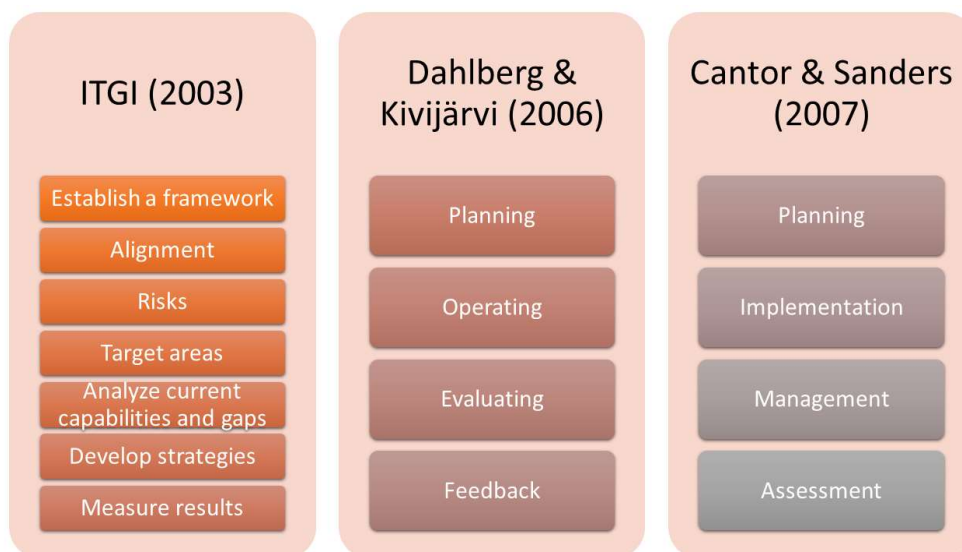 ITGI (2003)
Establish a framework
Alignment
Risks
Target areas
Analyze current
capabilities and gaps
Develop strategies
Measure results
Dahlberg &
Kivijärvi (2006)
Planning
Operating
Evaluating
Feedback
Cantor & Sanders
(2007)
Planning
Implementation
Management
Assessment